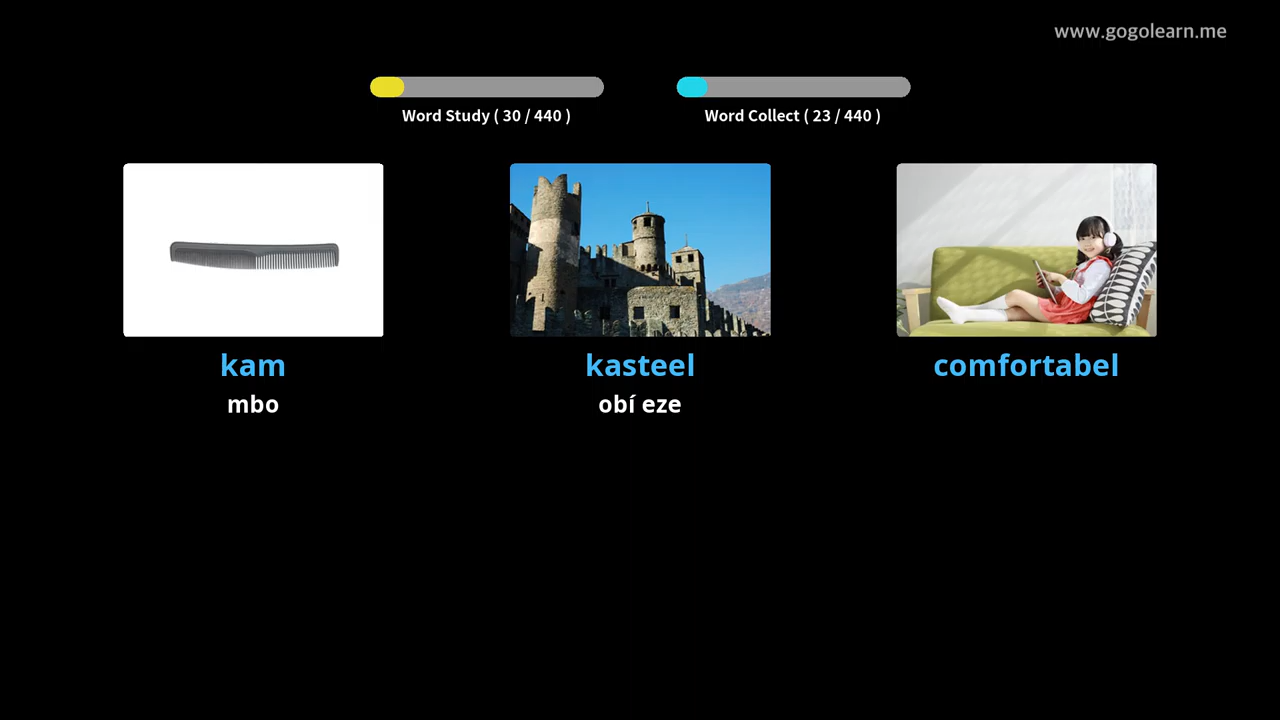 www.gogolearn.me
Word Study ( 30 / 440 )
Word Collect ( 23 / 440 )
kam
mbo
kasteel
obí eze
comfortabel